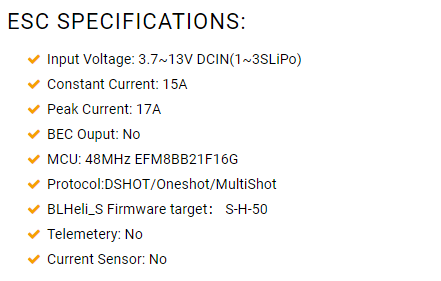 ESC SPECIFICATIONS:
Input Voltage: 3.7~13V DCIN(1~3SLiPo)
Constant Current: 15A
Peak Current: 17A
BEC Ouput: No
MCU: 48MHz EFM8BB21F16G
Protocol:DSHOT/Oneshot/MultiShot
BLHeli_S Firmware target： S-H-50
Telemetery: No
Current Sensor: No